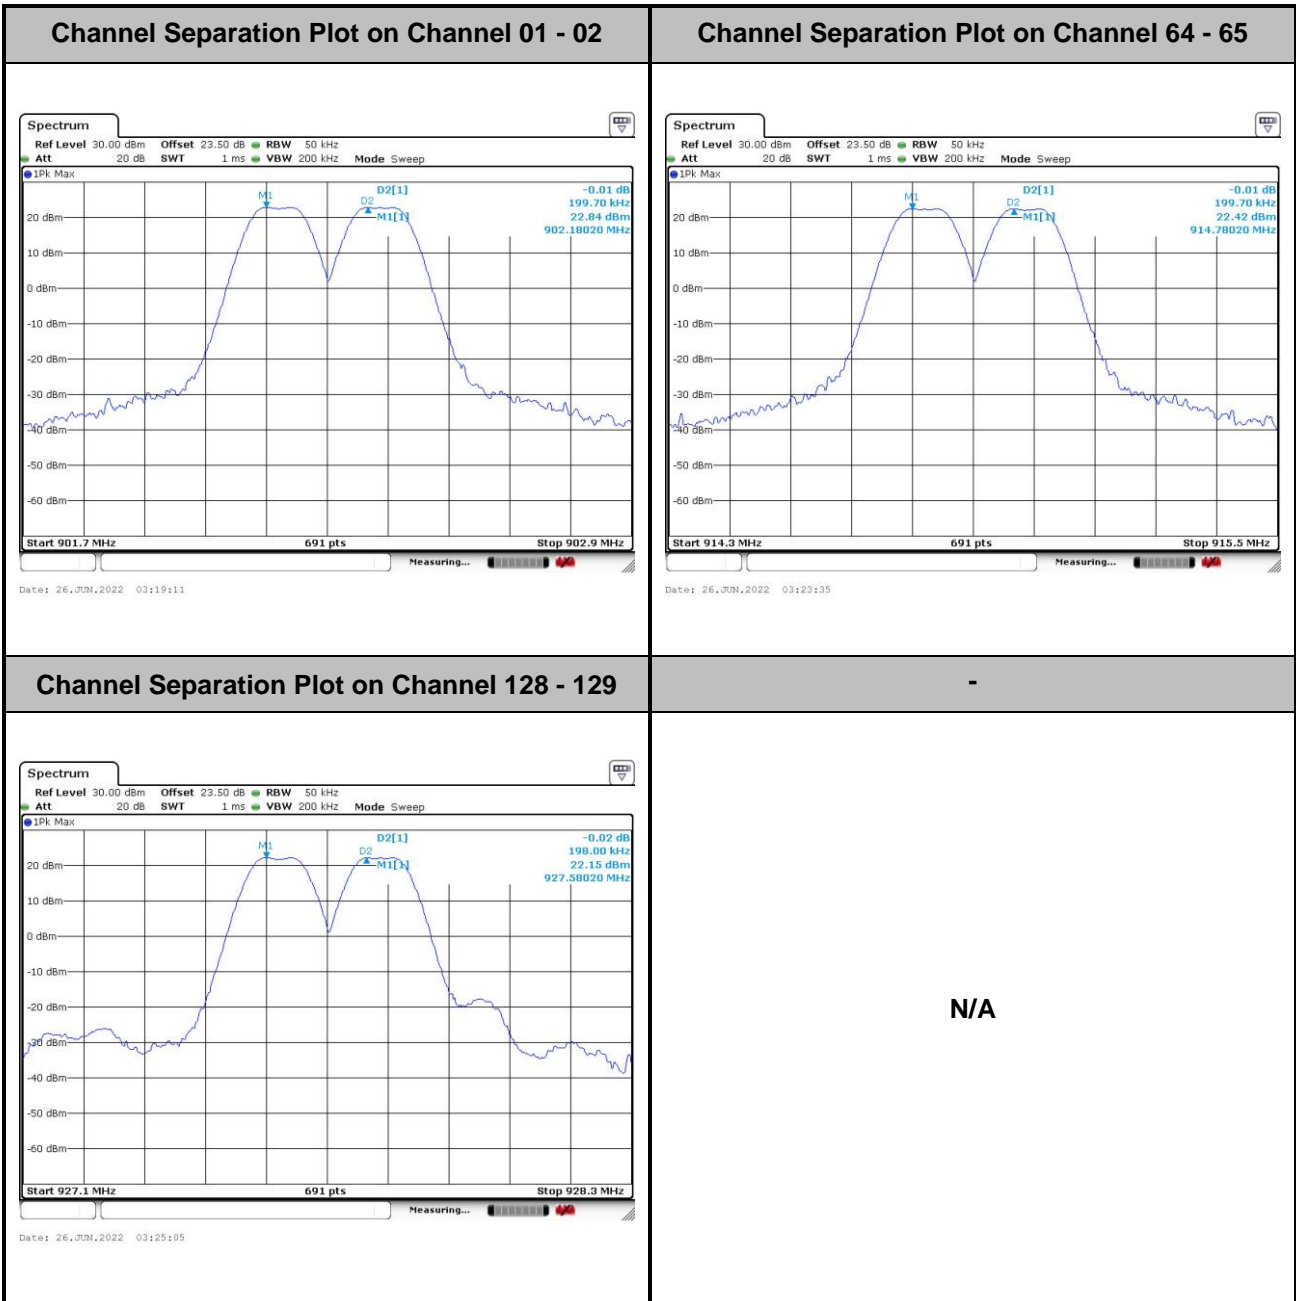 Channel Separation Plot on Channel 01 - 02
Channel Separation Plot on Channel 64 - 65
Spectrum
Ref Level 30.00 dBm Offset 23.50 dB RBW 50 kHz
Att 20 dB SWT 1 ms VBW 200 kHz Mode Sweep
1Pk Max
D2[1] -0.01 dB
199.70 kHz
M1[1] 22.84 dBm
902.18020 MHz
M1
D2
20 dBm
10 dBm
0 dBm
-10 dBm
-20 dBm
-30 dBm
-40 dBm
-50 dBm
-60 dBm
Start 901.7 MHz 691 pts Stop 902.9 MHz
Measuring...
Date: 26.JUN.2022 03:19:11
Spectrum
Ref Level 30.00 dBm Offset 23.50 dB RBW 50 kHz
Att 20 dB SWT 1 ms VBW 200 kHz Mode Sweep
1Pk Max
D2[1] -0.01 dB
199.70 kHz
M1[1] 22.42 dBm
914.78020 MHz
M1
D2
20 dBm
10 dBm
0 dBm
-10 dBm
-20 dBm
-30 dBm
-40 dBm
-50 dBm
-60 dBm
Start 914.3 MHz 691 pts Stop 915.5 MHz
Measuring...
Date: 26.JUN.2022 03:23:35
Channel Separation Plot on Channel 128 - 129
-
Spectrum
Ref Level 30.00 dBm Offset 23.50 dB RBW 50 kHz
Att 20 dB SWT 1 ms VBW 200 kHz Mode Sweep
1Pk Max
D2[1] -0.02 dB
198.00 kHz
M1[1] 22.15 dBm
927.58020 MHz
M1
D2
20 dBm
10 dBm
0 dBm
-10 dBm
-20 dBm
-30 dBm
-40 dBm
-50 dBm
-60 dBm
Start 927.1 MHz 691 pts Stop 928.3 MHz
Measuring...
Date: 26.JUN.2022 03:25:05
N/A